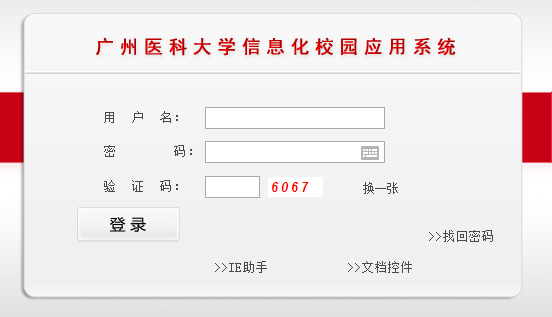 广州医科大学信息化校园应用系统
用 户 名：
密 码：
验 证 码： 6067 换一张
登录
>>找回密码
>>IE助手 >>文档控件